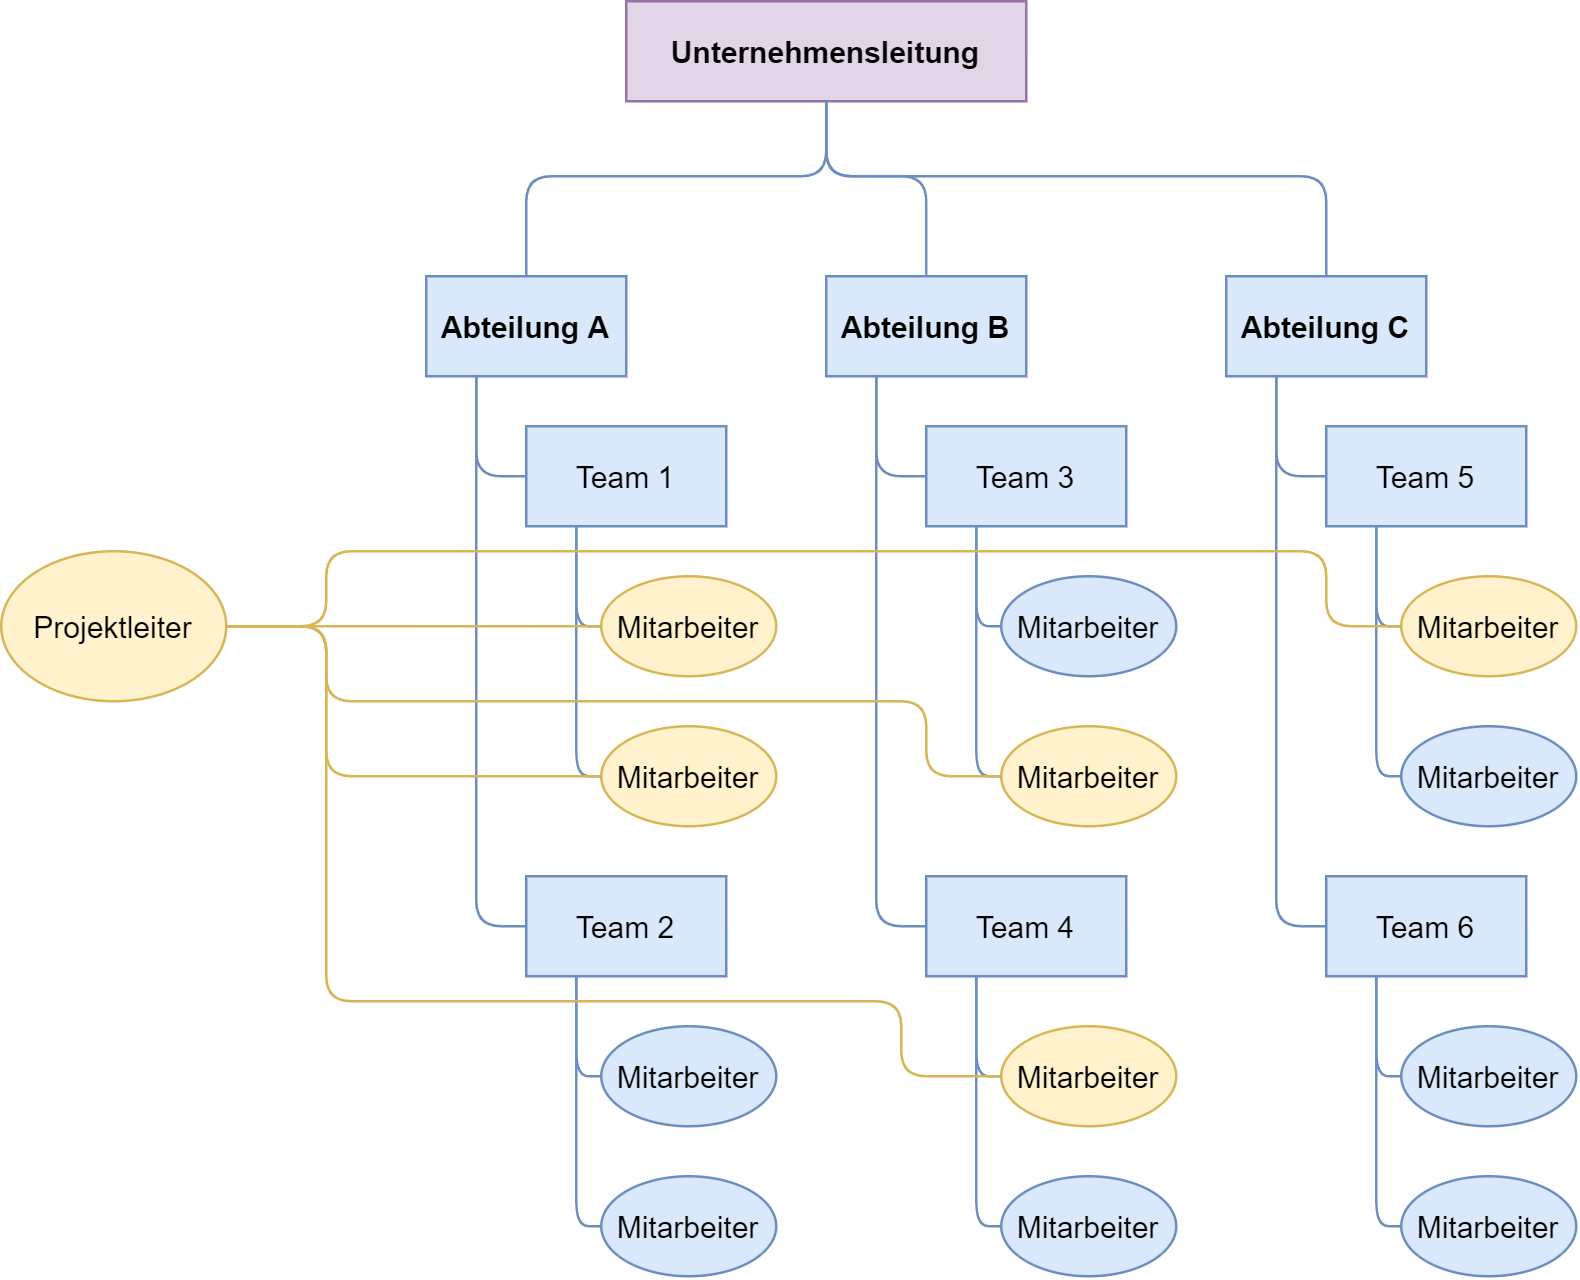 Unternehmensleitung
Abteilung A
Abteilung B
Abteilung C
Team 1
Team 3
Team 5
Projektleiter
Mitarbeiter
Mitarbeiter
Mitarbeiter
Mitarbeiter
Mitarbeiter
Mitarbeiter
Team 2
Team 4
Team 6
Mitarbeiter
Mitarbeiter
Mitarbeiter
Mitarbeiter
Mitarbeiter
Mitarbeiter